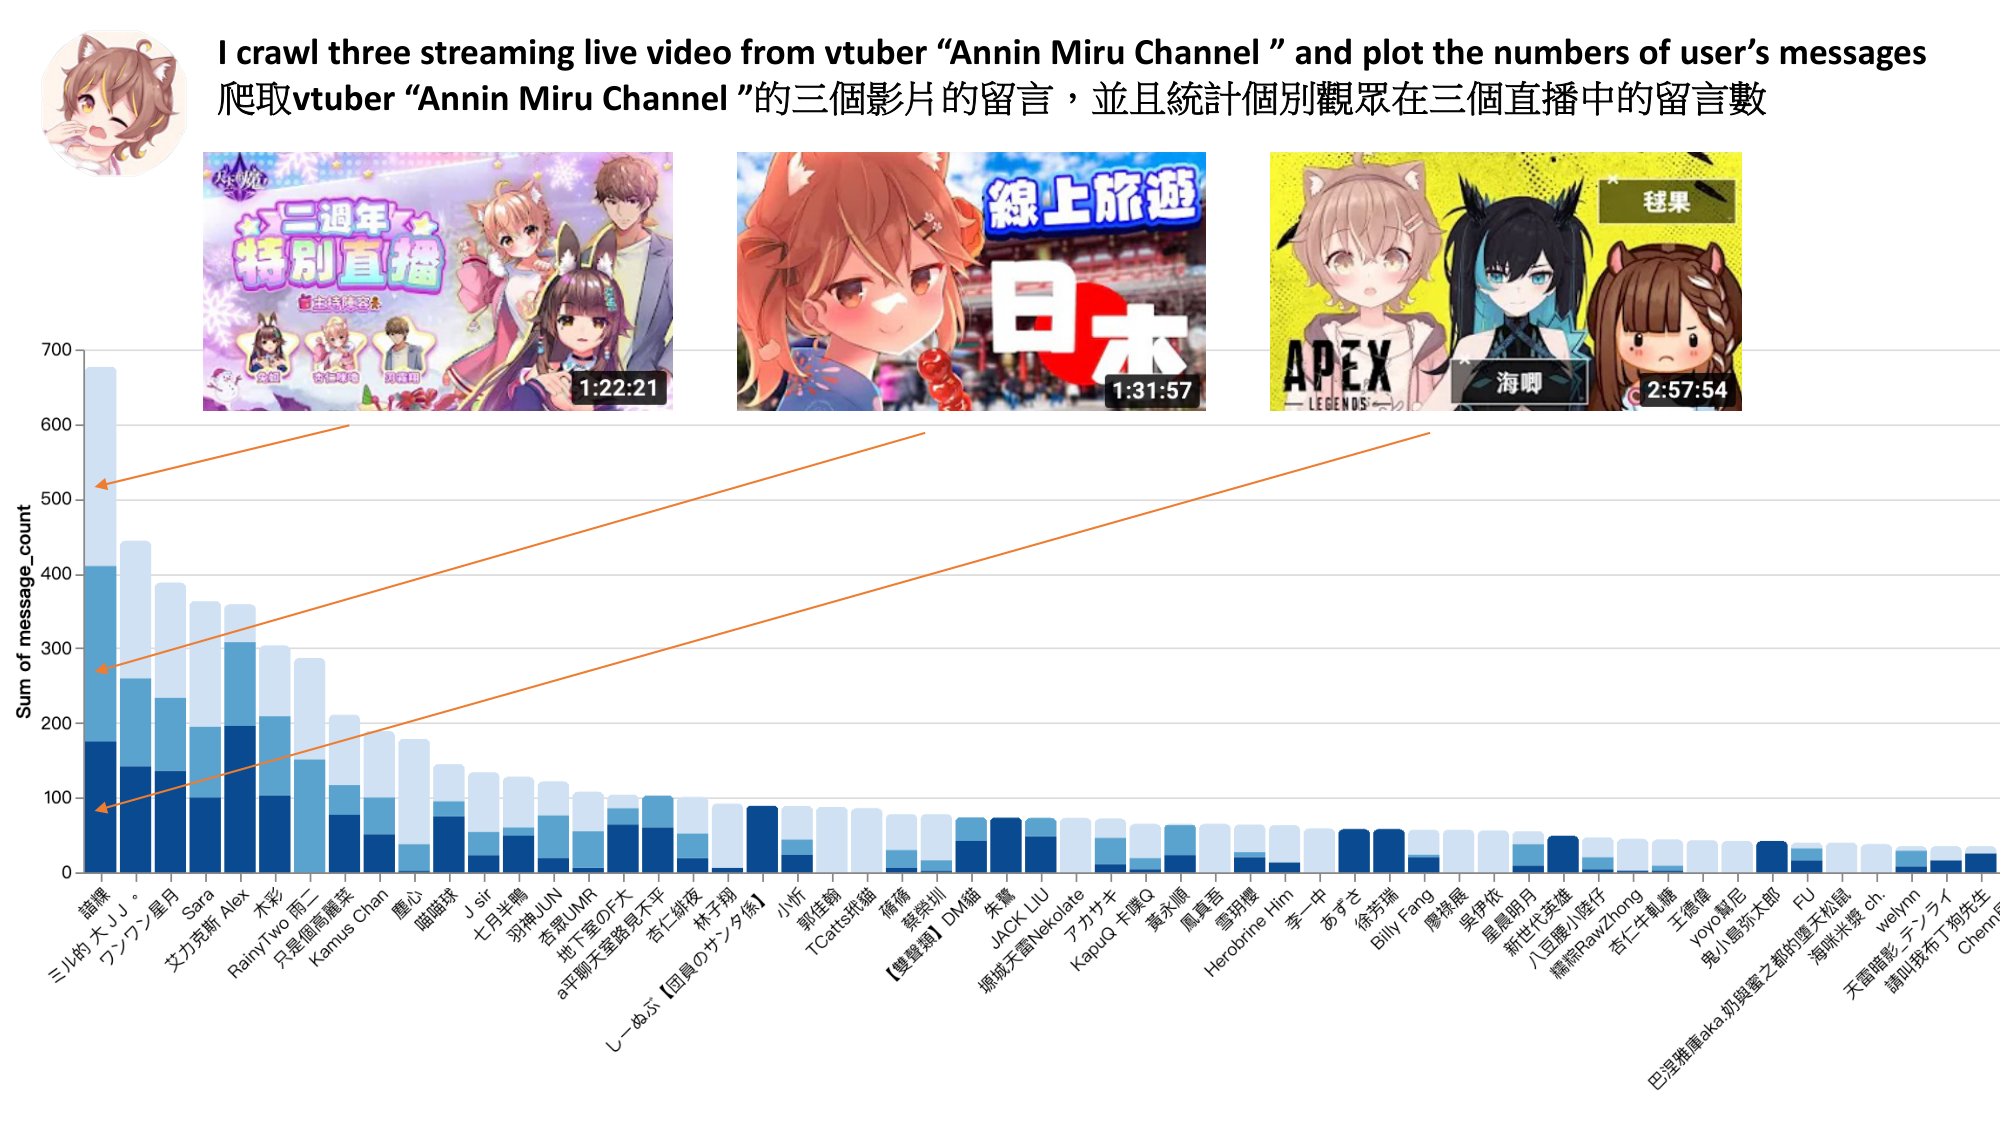 I crawl three streaming live video from vtuber “Annin Miru Channel ” and plot the numbers of user’s messages
爬取vtuber “Annin Miru Channel ”的三個影片的留言，並且統計個別觀眾在三個直播中的留言數
二週年
特別直播
主持陣容
1:22:21
線上旅遊
日本
1:31:57
毬果
海唧
APEX
LEGENDS
2:57:54
Sum of message_count
700
600
500
400
300
200
100
0
諳粿
ミル的 大ＪＪ。
ワンワン星月
Sara
艾力克斯 Alex
木彩
RainyTwo 雨二
只是個高麗菜
Kamus Chan
塵心
喵喵球
J sir
七月半鴨
羽神JUN
杏眾UMR
地下室のF大
a平聊天室路見不平
杏仁緋夜
林子翔
しーぬぷ【団員のサンタ係】
小忻
郭佳翰
TCatts玳貓
蒨蒨
蔡榮圳
【雙聲類】DM貓
朱鷺
JACK LIU
塬城天雷Nekolate
アカサキ
KapuQ 卡噗Q
黃永順
鳳真吾
雪玥櫻
Herobrine Him
李一中
あずさ
徐芳瑞
Billy Fang
廖祿展
吳伊依
星晨明月
新世代英雄
八豆腰小陸仔
糯粽RawZhong
杏仁牛軋糖
王德偉
yoyo幫尼
鬼小島弥太郎
FU
巴涅雅庫aka.奶與蜜之都的墮天松鼠
海咪米漿 ch.
welynn
天雷暗影_テンライ
請叫我布丁狗先生